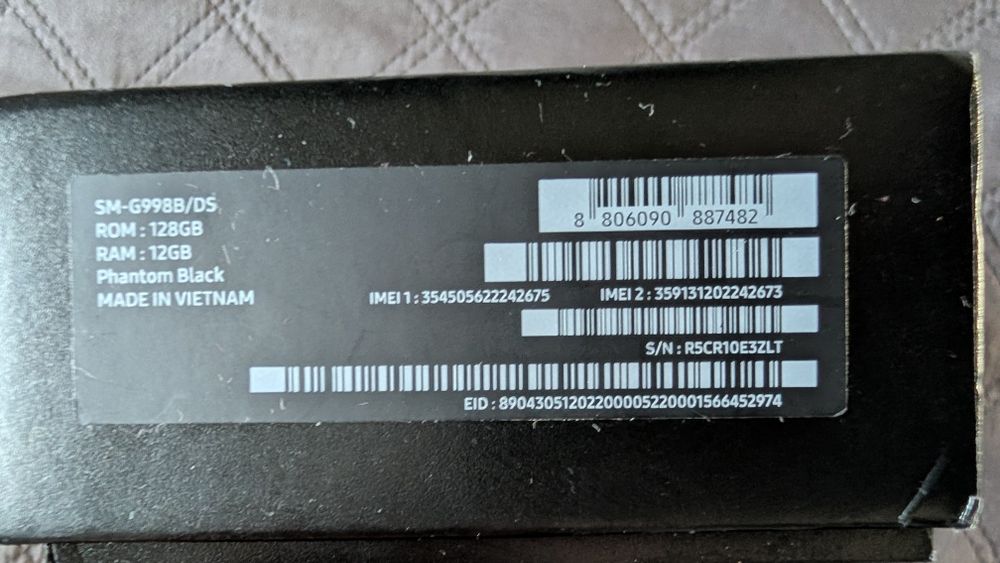 SM-G998B/DS
ROM : 128GB
RAM : 12GB
Phantom Black
MADE IN VIETNAM
8 806090 887482
IMEI 1 : 354505622242675 IMEI 2 : 359131202242673
S/N : R5CR10E3ZLT
EID : 89043051202200005220001566452974